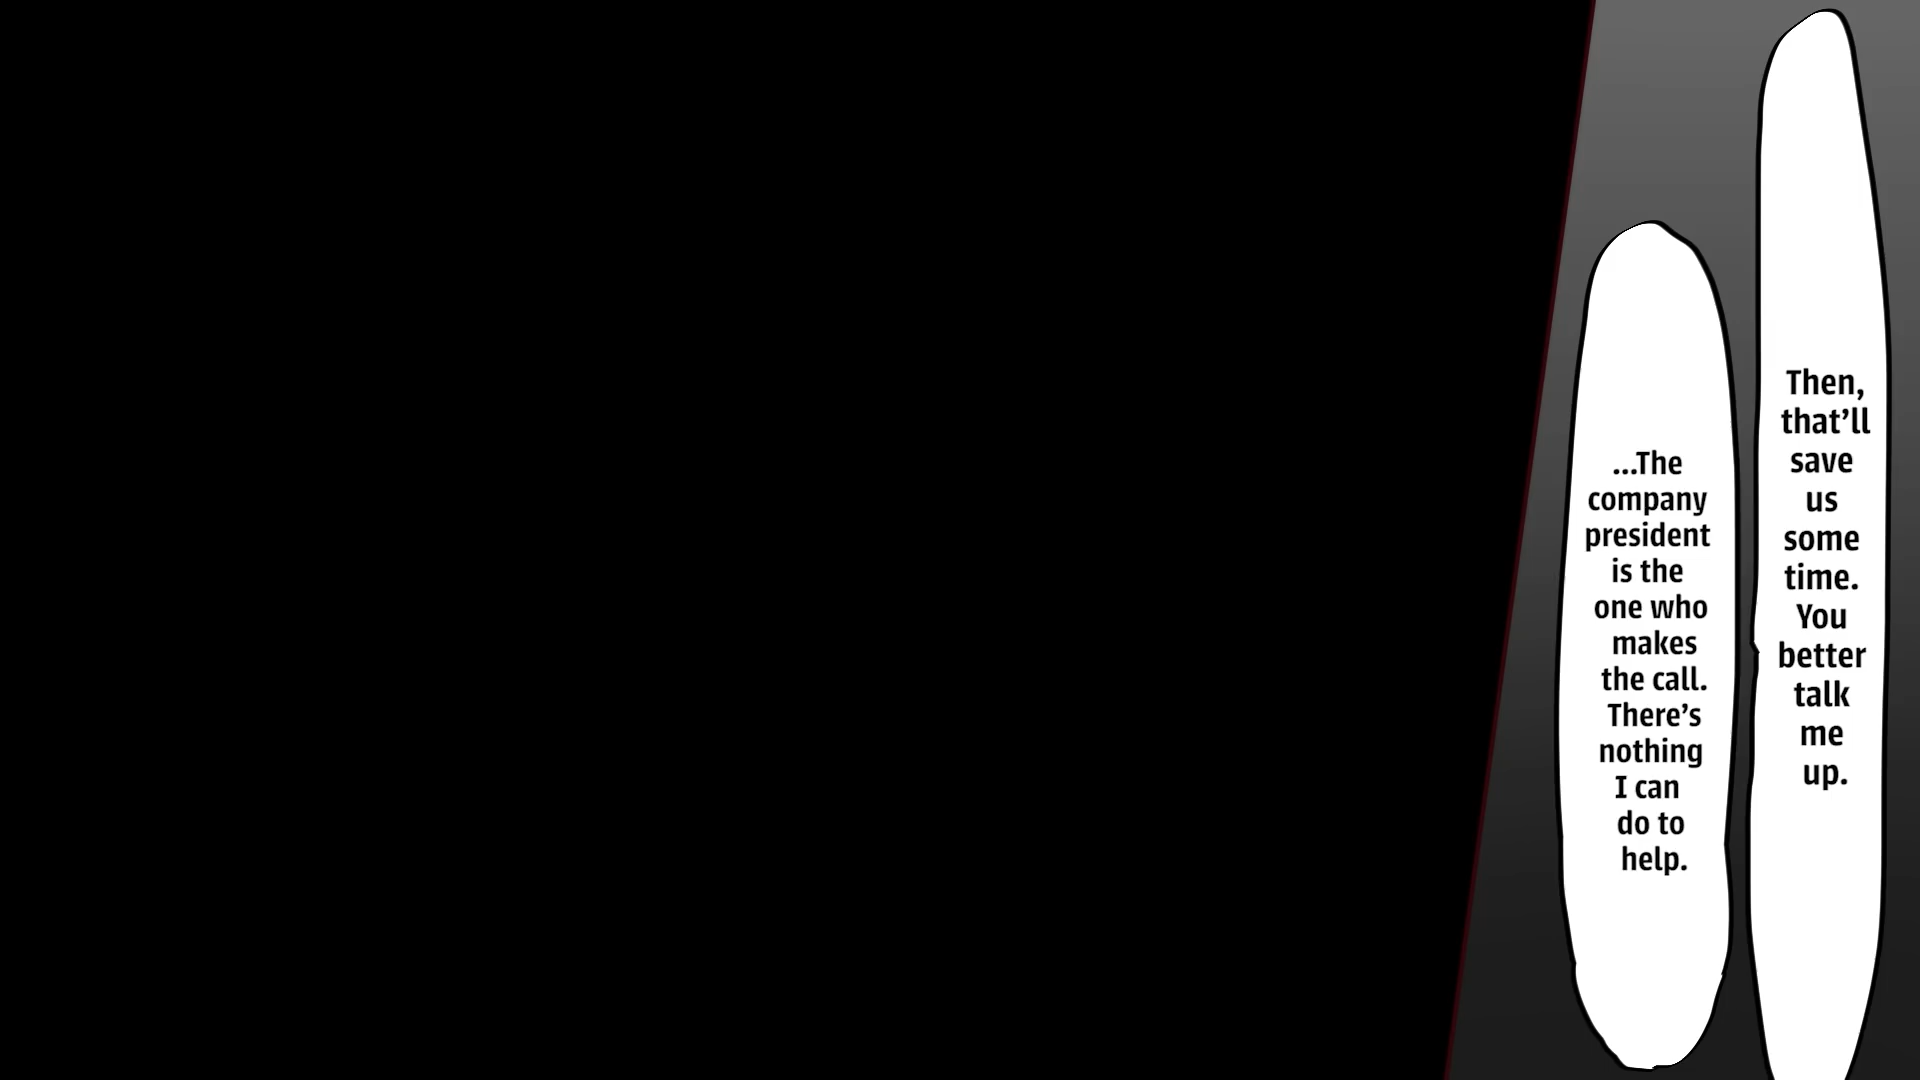 Then,
that’ll
save
us
some
time.
You
better
talk
me
up.
...The
company
president
is the
one who
makes
the call.
There’s
nothing
I can
do to
help.